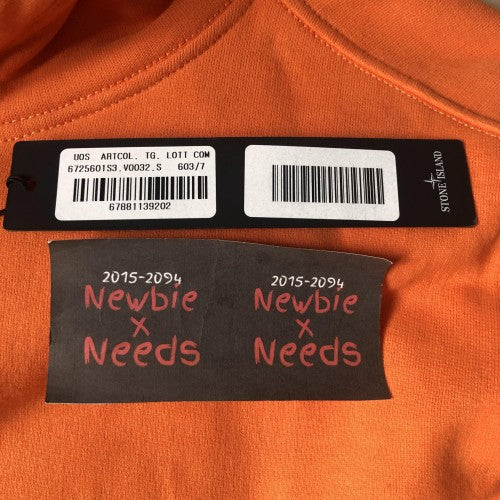 UOS ARTCOL. TG. LOTT COM
6725601S3.V0032.S 603/7
67881139202
STONE ISLAND
2015-2094
Newbie
x
Needs
2015-2094
Newbie
x
Needs